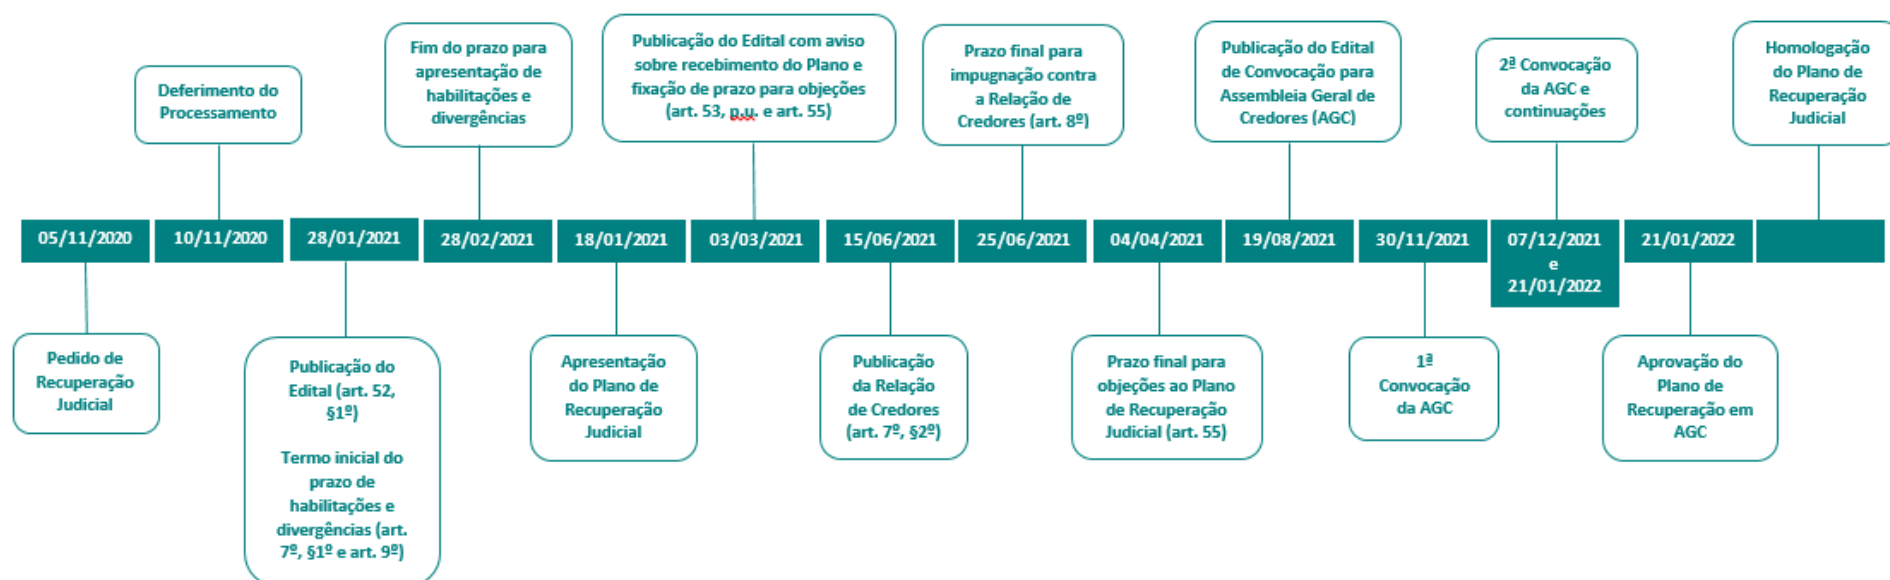 Deferimento do
Processamento
Fim do prazo para
apresentação de
habilitações e
divergências
Publicação do Edital com aviso
sobre recebimento do Plano e
fixação de prazo para objeções
(art. 53, p.u. e art. 55)
Prazo final para
impugnação contra
a Relação de
Credores (art. 8º)
Publicação do Edital
de Convocação para
Assembleia Geral de
Credores (AGC)
2ª Convocação
da AGC e
continuações
Homologação
do Plano de
Recuperação
Judicial
05/11/2020
10/11/2020
28/01/2021
28/02/2021
18/01/2021
03/03/2021
15/06/2021
25/06/2021
04/04/2021
19/08/2021
30/11/2021
07/12/2021
e
21/01/2022
21/01/2022
Pedido de
Recuperação
Judicial
Publicação do
Edital (art. 52,
§1º)
Termo inicial do
prazo de
habilitações e
divergências (art.
7º, §1º e art. 9º)
Apresentação
do Plano de
Recuperação
Judicial
Publicação
da Relação
de Credores
(art. 7º, §2º)
Prazo final para
objeções ao Plano
de Recuperação
Judicial (art. 55)
1ª
Convocação
da AGC
Aprovação do
Plano de
Recuperação em
AGC